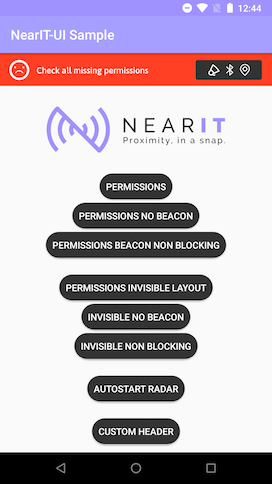 12:44
NearIT-UI Sample
Check all missing permissions
NEARIT
Proximity, in a snap.
PERMISSIONS
PERMISSIONS NO BEACON
PERMISSIONS BEACON NON BLOCKING
PERMISSIONS INVISIBLE LAYOUT
INVISIBLE NO BEACON
INVISIBLE NON BLOCKING
AUTOSTART RADAR
CUSTOM HEADER